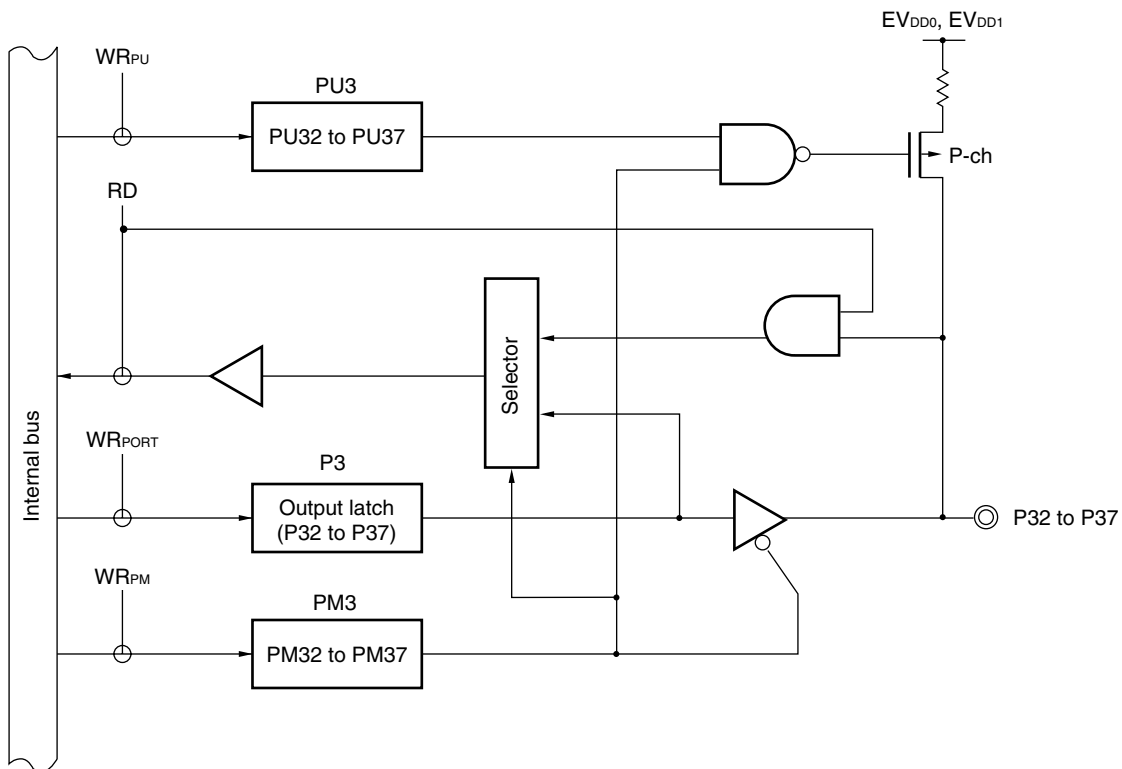 EVDD0, EVDD1
WRPU
PU3
PU32 to PU37
P-ch
RD
Selector
Internal bus
WRPORT
P3
Output latch
(P32 to P37)
P32 to P37
WRPM
PM3
PM32 to PM37